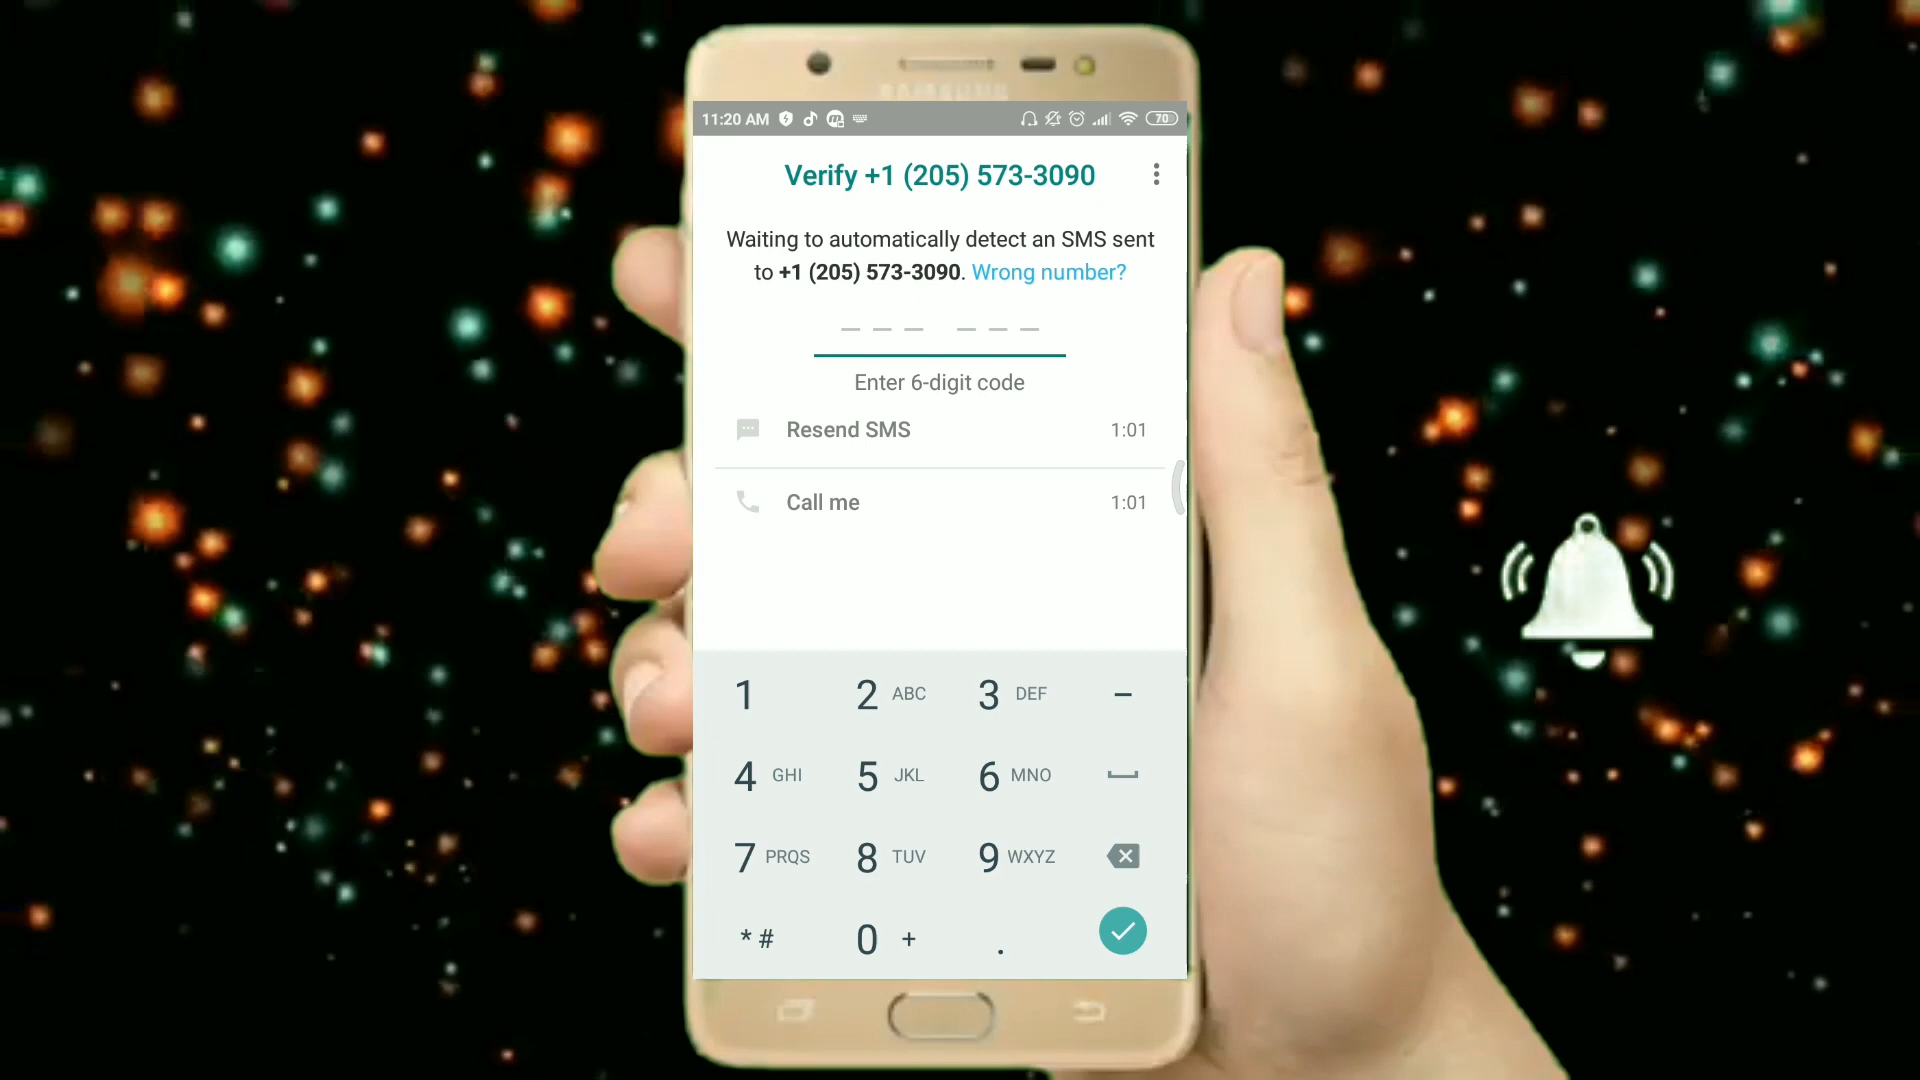 SAMSUNG
11:20 AM 70
Verify +1 (205) 573-3090
Waiting to automatically detect an SMS sent
to +1 (205) 573-3090. Wrong number?
Enter 6-digit code
Resend SMS 1:01
Call me 1:01
1 2 ABC 3 DEF –
4 GHI 5 JKL 6 MNO
7 PRQS 8 TUV 9 WXYZ
* # 0 + .